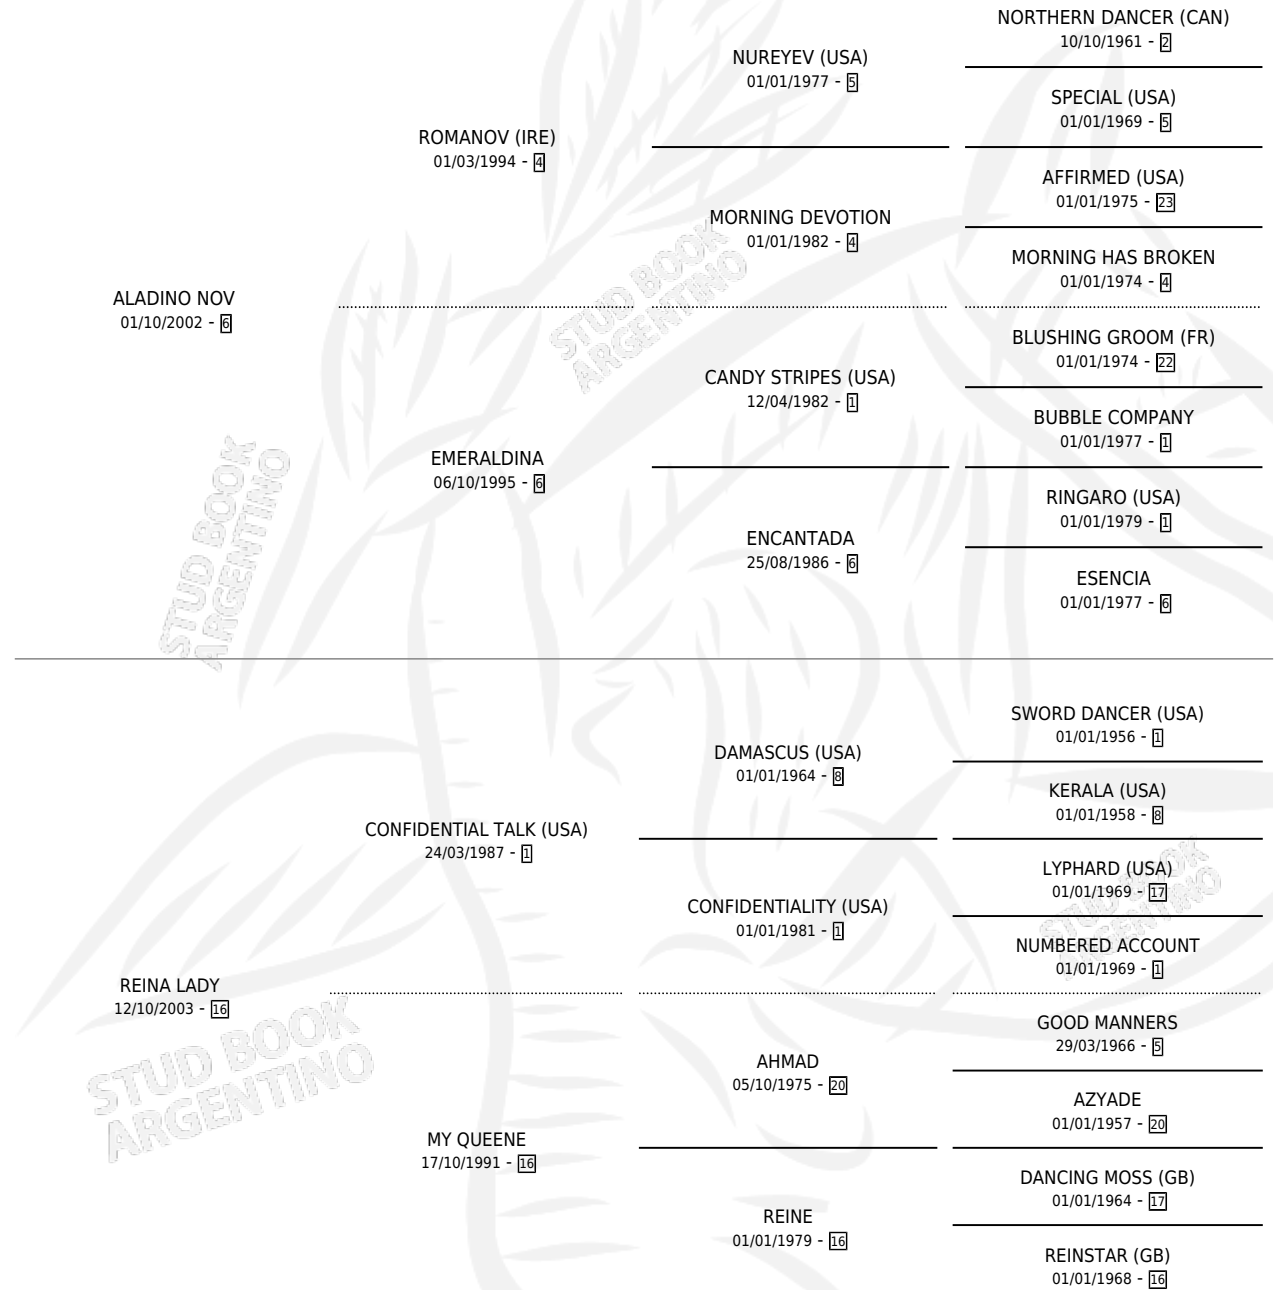 NORTHERN DANCER (CAN)
10/10/1961 - 2
NUREYEV (USA)
01/01/1977 - 5
SPECIAL (USA)
01/01/1969 - 5
ROMANOV (IRE)
01/03/1994 - 4
AFFIRMED (USA)
01/01/1975 - 23
MORNING DEVOTION
01/01/1982 - 4
MORNING HAS BROKEN
01/01/1974 - 4
ALADINO NOV
01/10/2002 - 6
STUD BOOK
ARGENTINO
BLUSHING GROOM (FR)
01/01/1974 - 22
CANDY STRIPES (USA)
12/04/1982 - 1
BUBBLE COMPANY
01/01/1977 - 1
EMERALDINA
06/10/1995 - 6
RINGARO (USA)
01/01/1979 - 1
ENCANTADA
25/08/1986 - 6
ESENCIA
01/01/1977 - 6
STUD BOOK
ARGENTINO
SWORD DANCER (USA)
01/01/1956 - 1
DAMASCUS (USA)
01/01/1964 - 8
KERALA (USA)
01/01/1958 - 8
CONFIDENTIAL TALK (USA)
24/03/1987 - 1
LYPHARD (USA)
01/01/1969 - 17
CONFIDENTIALITY (USA)
01/01/1981 - 1
STUD BOOK
ARGENTINO
NUMBERED ACCOUNT
01/01/1969 - 1
REINA LADY
12/10/2003 - 16
STUD BOOK
ARGENTINO
GOOD MANNERS
29/03/1966 - 5
AHMAD
05/10/1975 - 20
AZYADE
01/01/1957 - 20
MY QUEENE
17/10/1991 - 16
DANCING MOSS (GB)
01/01/1964 - 17
REINE
01/01/1979 - 16
REINSTAR (GB)
01/01/1968 - 16